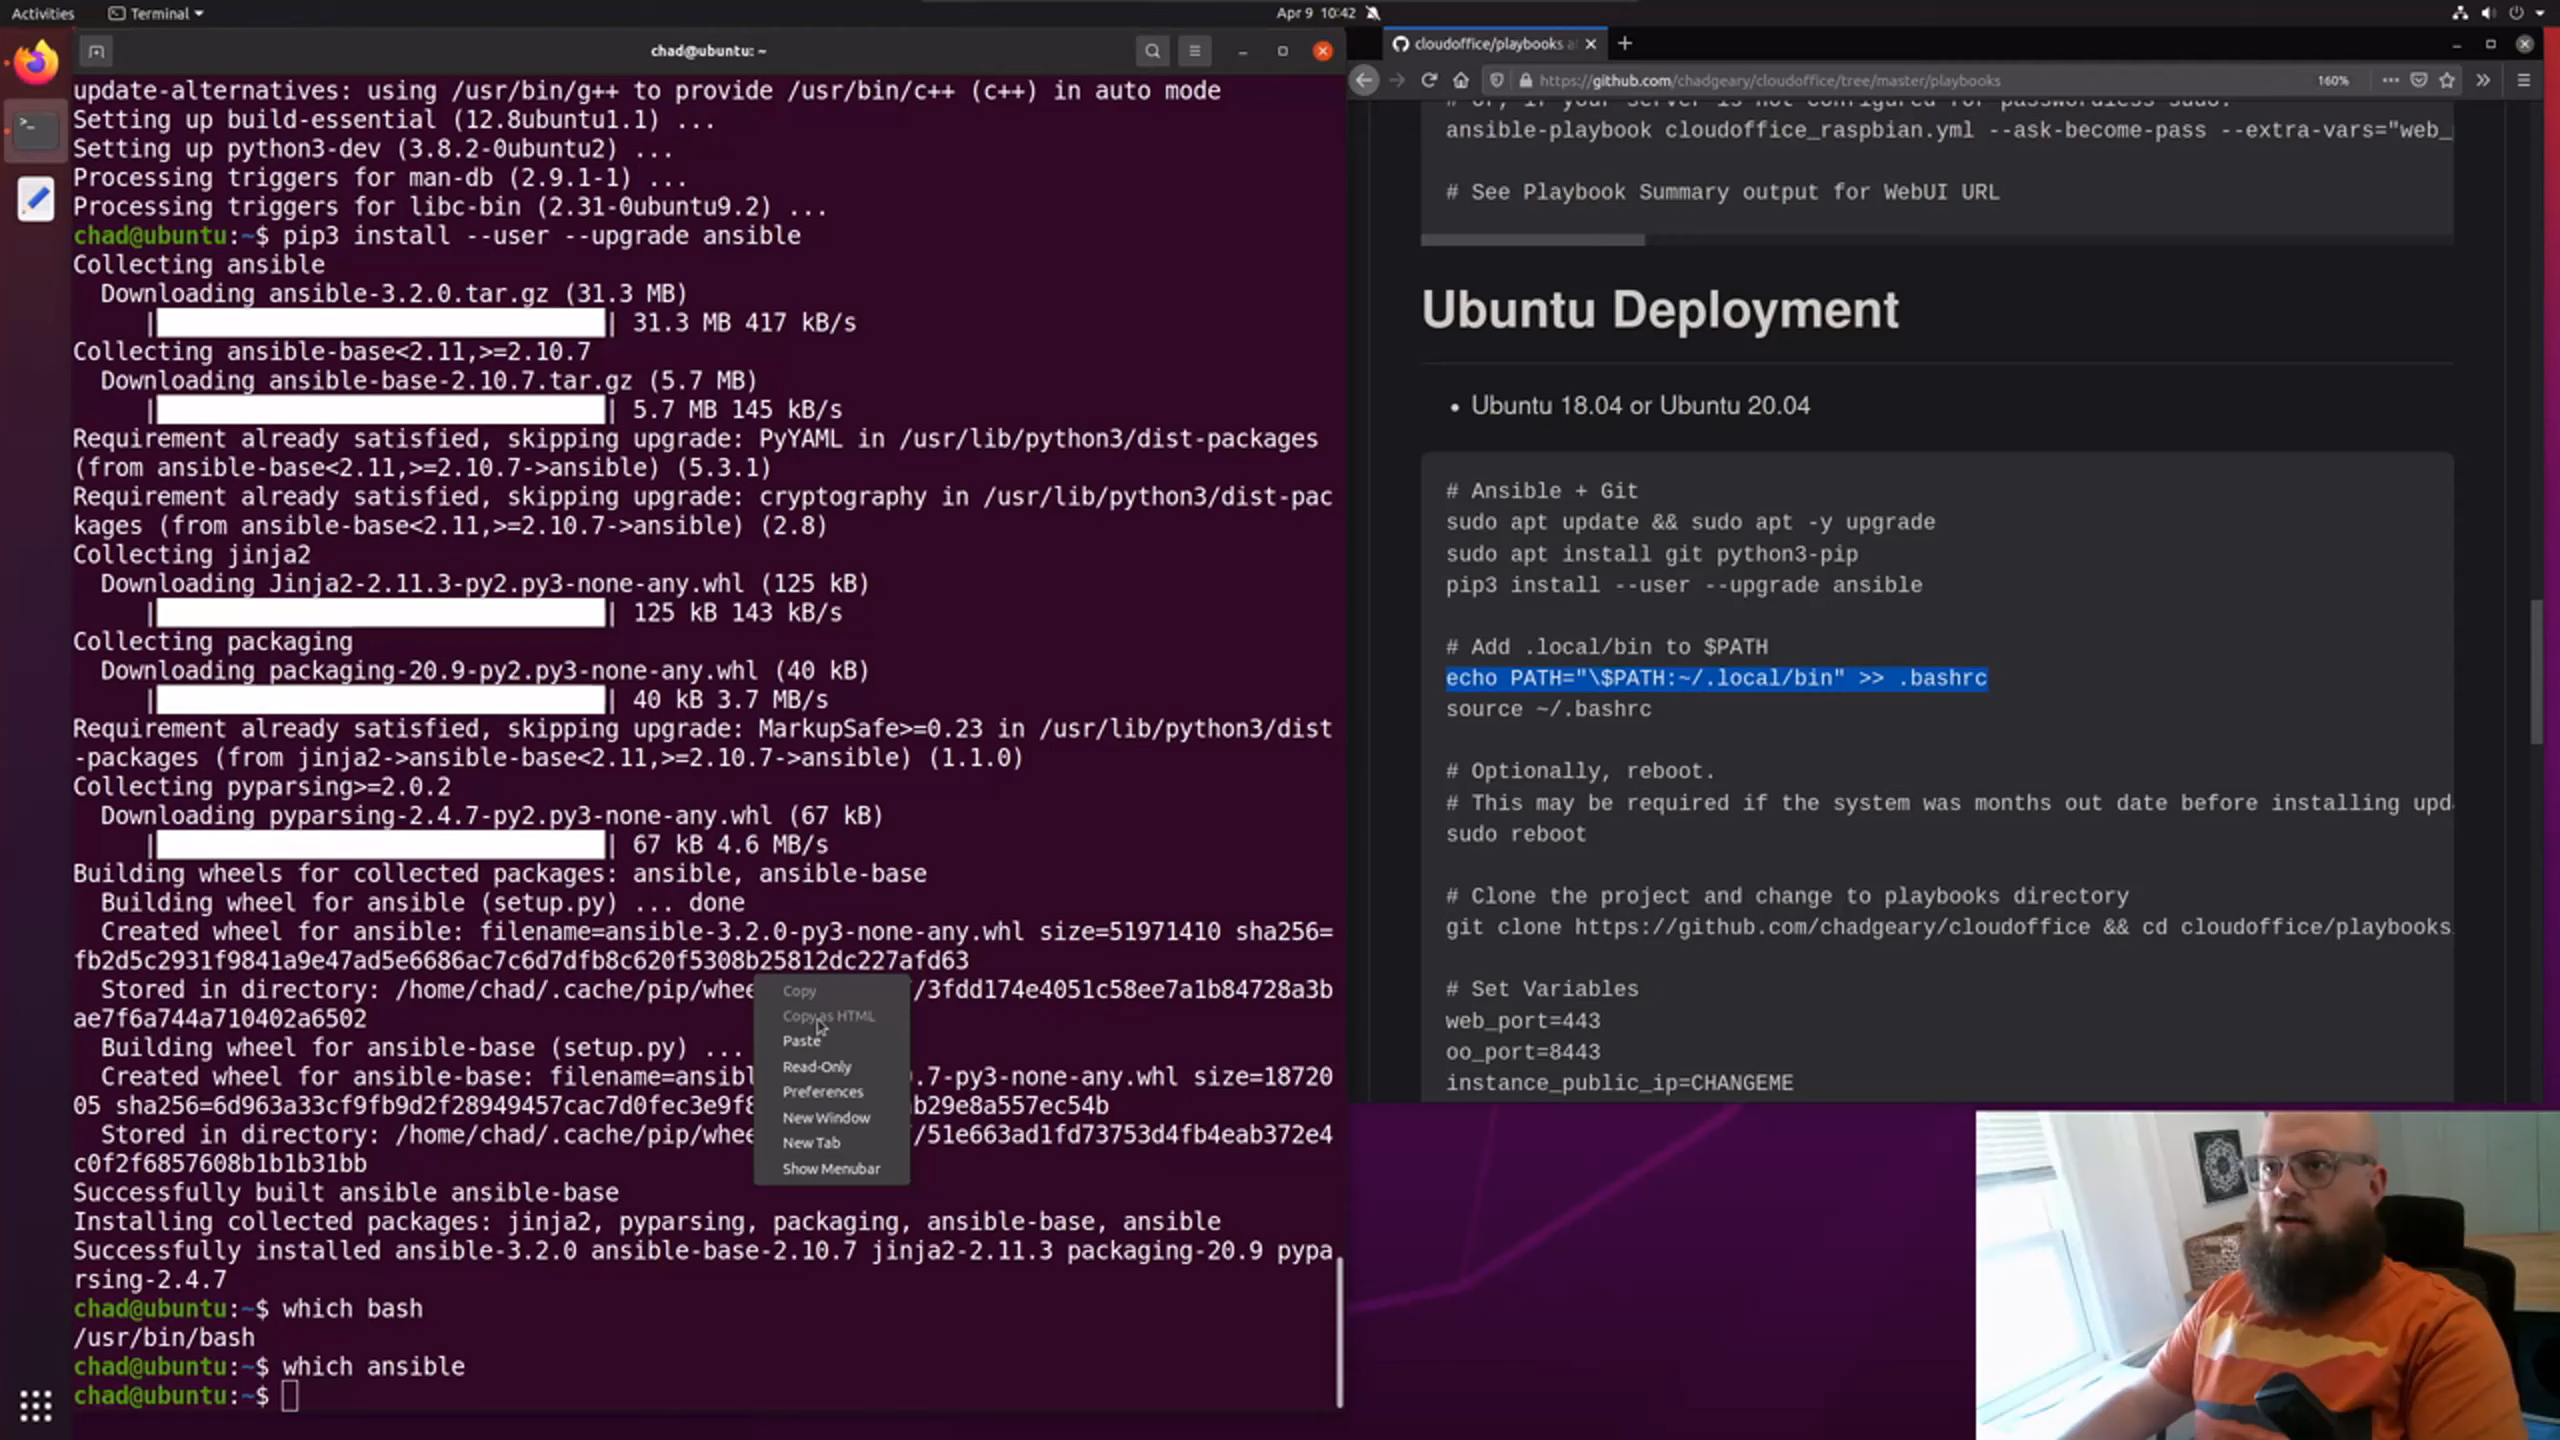 Activities
Terminal
Apr 9 10:42
chad@ubuntu: ~
update-alternatives: using /usr/bin/g++ to provide /usr/bin/c++ (c++) in auto mode
Setting up build-essential (12.8ubuntu1.1) ...
Setting up python3-dev (3.8.2-0ubuntu2) ...
Processing triggers for man-db (2.9.1-1) ...
Processing triggers for libc-bin (2.31-0ubuntu9.2) ...
chad@ubuntu:~$ pip3 install --user --upgrade ansible
Collecting ansible
Downloading ansible-3.2.0.tar.gz (31.3 MB)
| | 31.3 MB 417 kB/s
Collecting ansible-base<2.11,>=2.10.7
Downloading ansible-base-2.10.7.tar.gz (5.7 MB)
| | 5.7 MB 145 kB/s
Requirement already satisfied, skipping upgrade: PyYAML in /usr/lib/python3/dist-packages
(from ansible-base<2.11,>=2.10.7->ansible) (5.3.1)
Requirement already satisfied, skipping upgrade: cryptography in /usr/lib/python3/dist-pac
kages (from ansible-base<2.11,>=2.10.7->ansible) (2.8)
Collecting jinja2
Downloading Jinja2-2.11.3-py2.py3-none-any.whl (125 kB)
| | 125 kB 143 kB/s
Collecting packaging
Downloading packaging-20.9-py2.py3-none-any.whl (40 kB)
| | 40 kB 3.7 MB/s
Requirement already satisfied, skipping upgrade: MarkupSafe>=0.23 in /usr/lib/python3/dist
-packages (from jinja2->ansible-base<2.11,>=2.10.7->ansible) (1.1.0)
Collecting pyparsing>=2.0.2
Downloading pyparsing-2.4.7-py2.py3-none-any.whl (67 kB)
| | 67 kB 4.6 MB/s
Building wheels for collected packages: ansible, ansible-base
Building wheel for ansible (setup.py) ... done
Created wheel for ansible: filename=ansible-3.2.0-py3-none-any.whl size=51971410 sha256=
fb2d5c2931f9841a9e47ad5e6686ac7c6d7dfb8c620f5308b25812dc227afd63
Stored in directory: /home/chad/.cache/pip/whee /3fdd174e4051c58ee7a1b84728a3b
ae7f6a744a710402a6502
Building wheel for ansible-base (setup.py) ...
Created wheel for ansible-base: filename=ansibl .7-py3-none-any.whl size=18720
05 sha256=6d963a33cf9fb9d2f28949457cac7d0fec3e9f8 b29e8a557ec54b
Stored in directory: /home/chad/.cache/pip/whee /51e663ad1fd73753d4fb4eab372e4
c0f2f6857608b1b1b31bb
Successfully built ansible ansible-base
Installing collected packages: jinja2, pyparsing, packaging, ansible-base, ansible
Successfully installed ansible-3.2.0 ansible-base-2.10.7 jinja2-2.11.3 packaging-20.9 pypa
rsing-2.4.7
chad@ubuntu:~$ which bash
/usr/bin/bash
chad@ubuntu:~$ which ansible
chad@ubuntu:~$
Copy
Copy as HTML
Paste
Read-Only
Preferences
New Window
New Tab
Show Menubar
cloudoffice/playbooks a
https://github.com/chadgeary/cloudoffice/tree/master/playbooks
160%
# Or, if your server is not configured for passwordless sudo.
ansible-playbook cloudoffice_raspbian.yml --ask-become-pass --extra-vars="web_
# See Playbook Summary output for WebUI URL
Ubuntu Deployment
• Ubuntu 18.04 or Ubuntu 20.04
# Ansible + Git
sudo apt update && sudo apt -y upgrade
sudo apt install git python3-pip
pip3 install --user --upgrade ansible
# Add .local/bin to $PATH
echo PATH="\$PATH:~/.local/bin" >> .bashrc
source ~/.bashrc
# Optionally, reboot.
# This may be required if the system was months out date before installing upd
sudo reboot
# Clone the project and change to playbooks directory
git clone https://github.com/chadgeary/cloudoffice && cd cloudoffice/playbooks
# Set Variables
web_port=443
oo_port=8443
instance_public_ip=CHANGEME